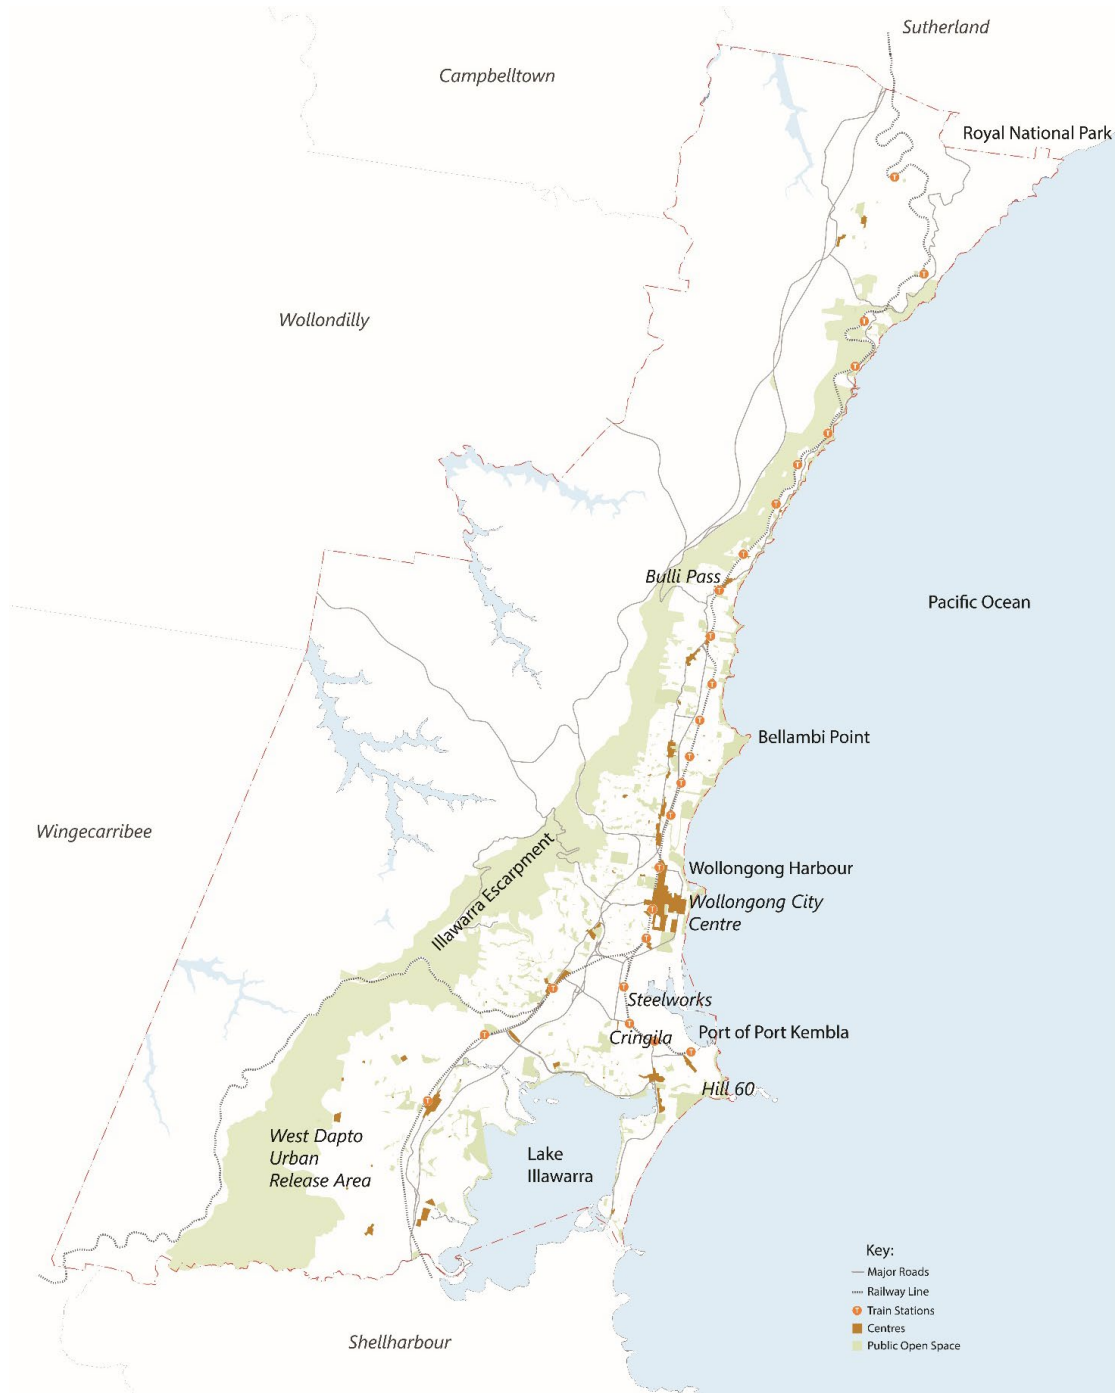 Sutherland
Campbelltown
Royal National Park
Wollondilly
Bulli Pass
Pacific Ocean
Bellambi Point
Wingecarribee
Illawarra Escarpment
Wollongong Harbour
Wollongong City
Centre
Steelworks
Cringila
Port of Port Kembla
Hill 60
West Dapto
Urban
Release Area
Lake
Illawarra
Shellharbour
Key:
Major Roads
Railway Line
T Train Stations
Centres
Public Open Space